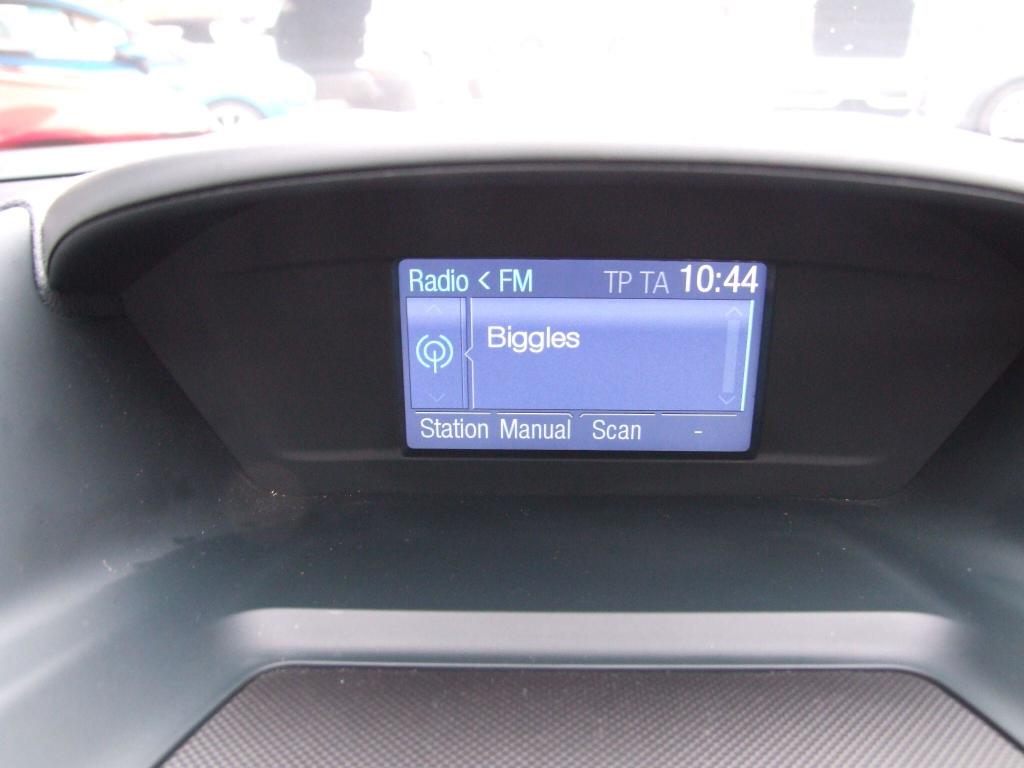 Radio < FM TP TA 10:44
Biggles
Station Manual Scan -